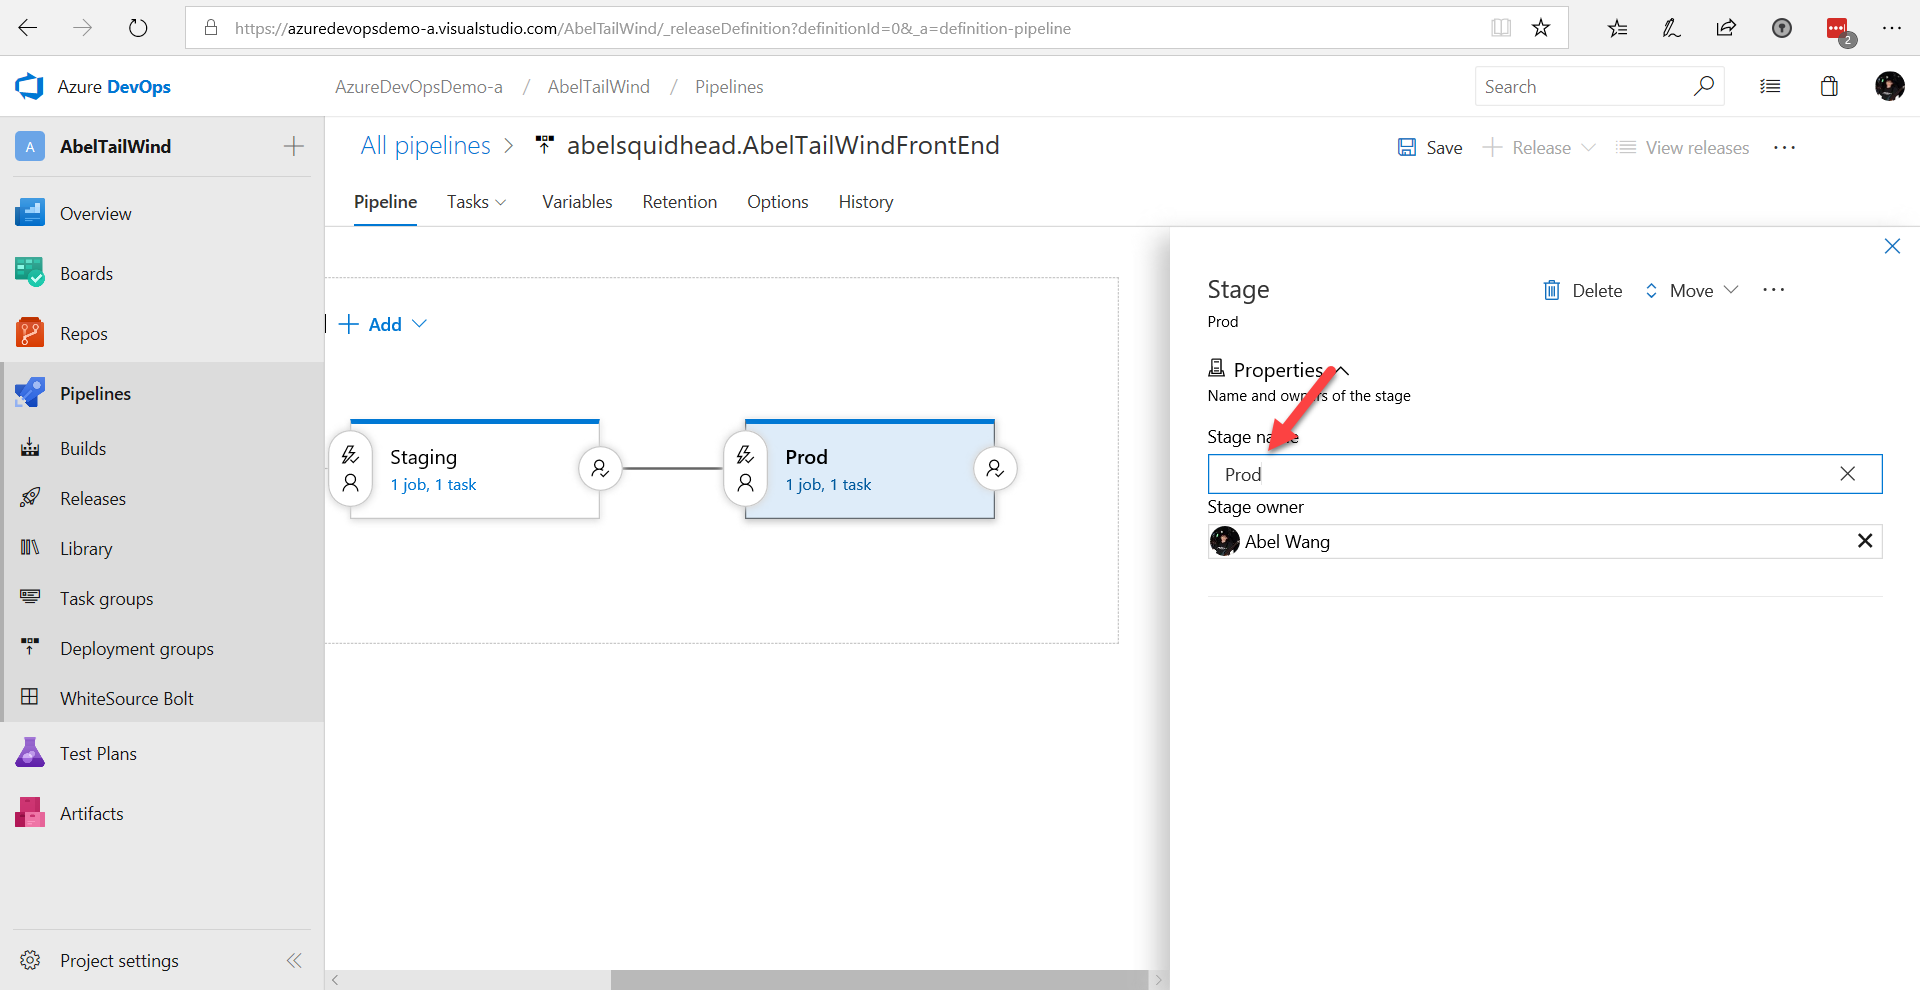 https://azuredevopsdemo-a.visualstudio.com/AbelTailWind/_releaseDefinition?definitionId=0&_a=definition-pipeline
2
Azure DevOps
AzureDevOpsDemo-a / AbelTailWind / Pipelines
Search
A AbelTailWind
All pipelines > abelsquidhead.AbelTailWindFrontEnd
Save
Release
View releases
Pipeline
Tasks
Variables
Retention
Options
History
Overview
Boards
Repos
Pipelines
Builds
Releases
Library
Task groups
Deployment groups
WhiteSource Bolt
Test Plans
Artifacts
Project settings
Add
Staging
1 job, 1 task
Prod
1 job, 1 task
Stage
Delete
Move
Prod
Properties
Name and owners of the stage
Stage name
Prod
Stage owner
Abel Wang